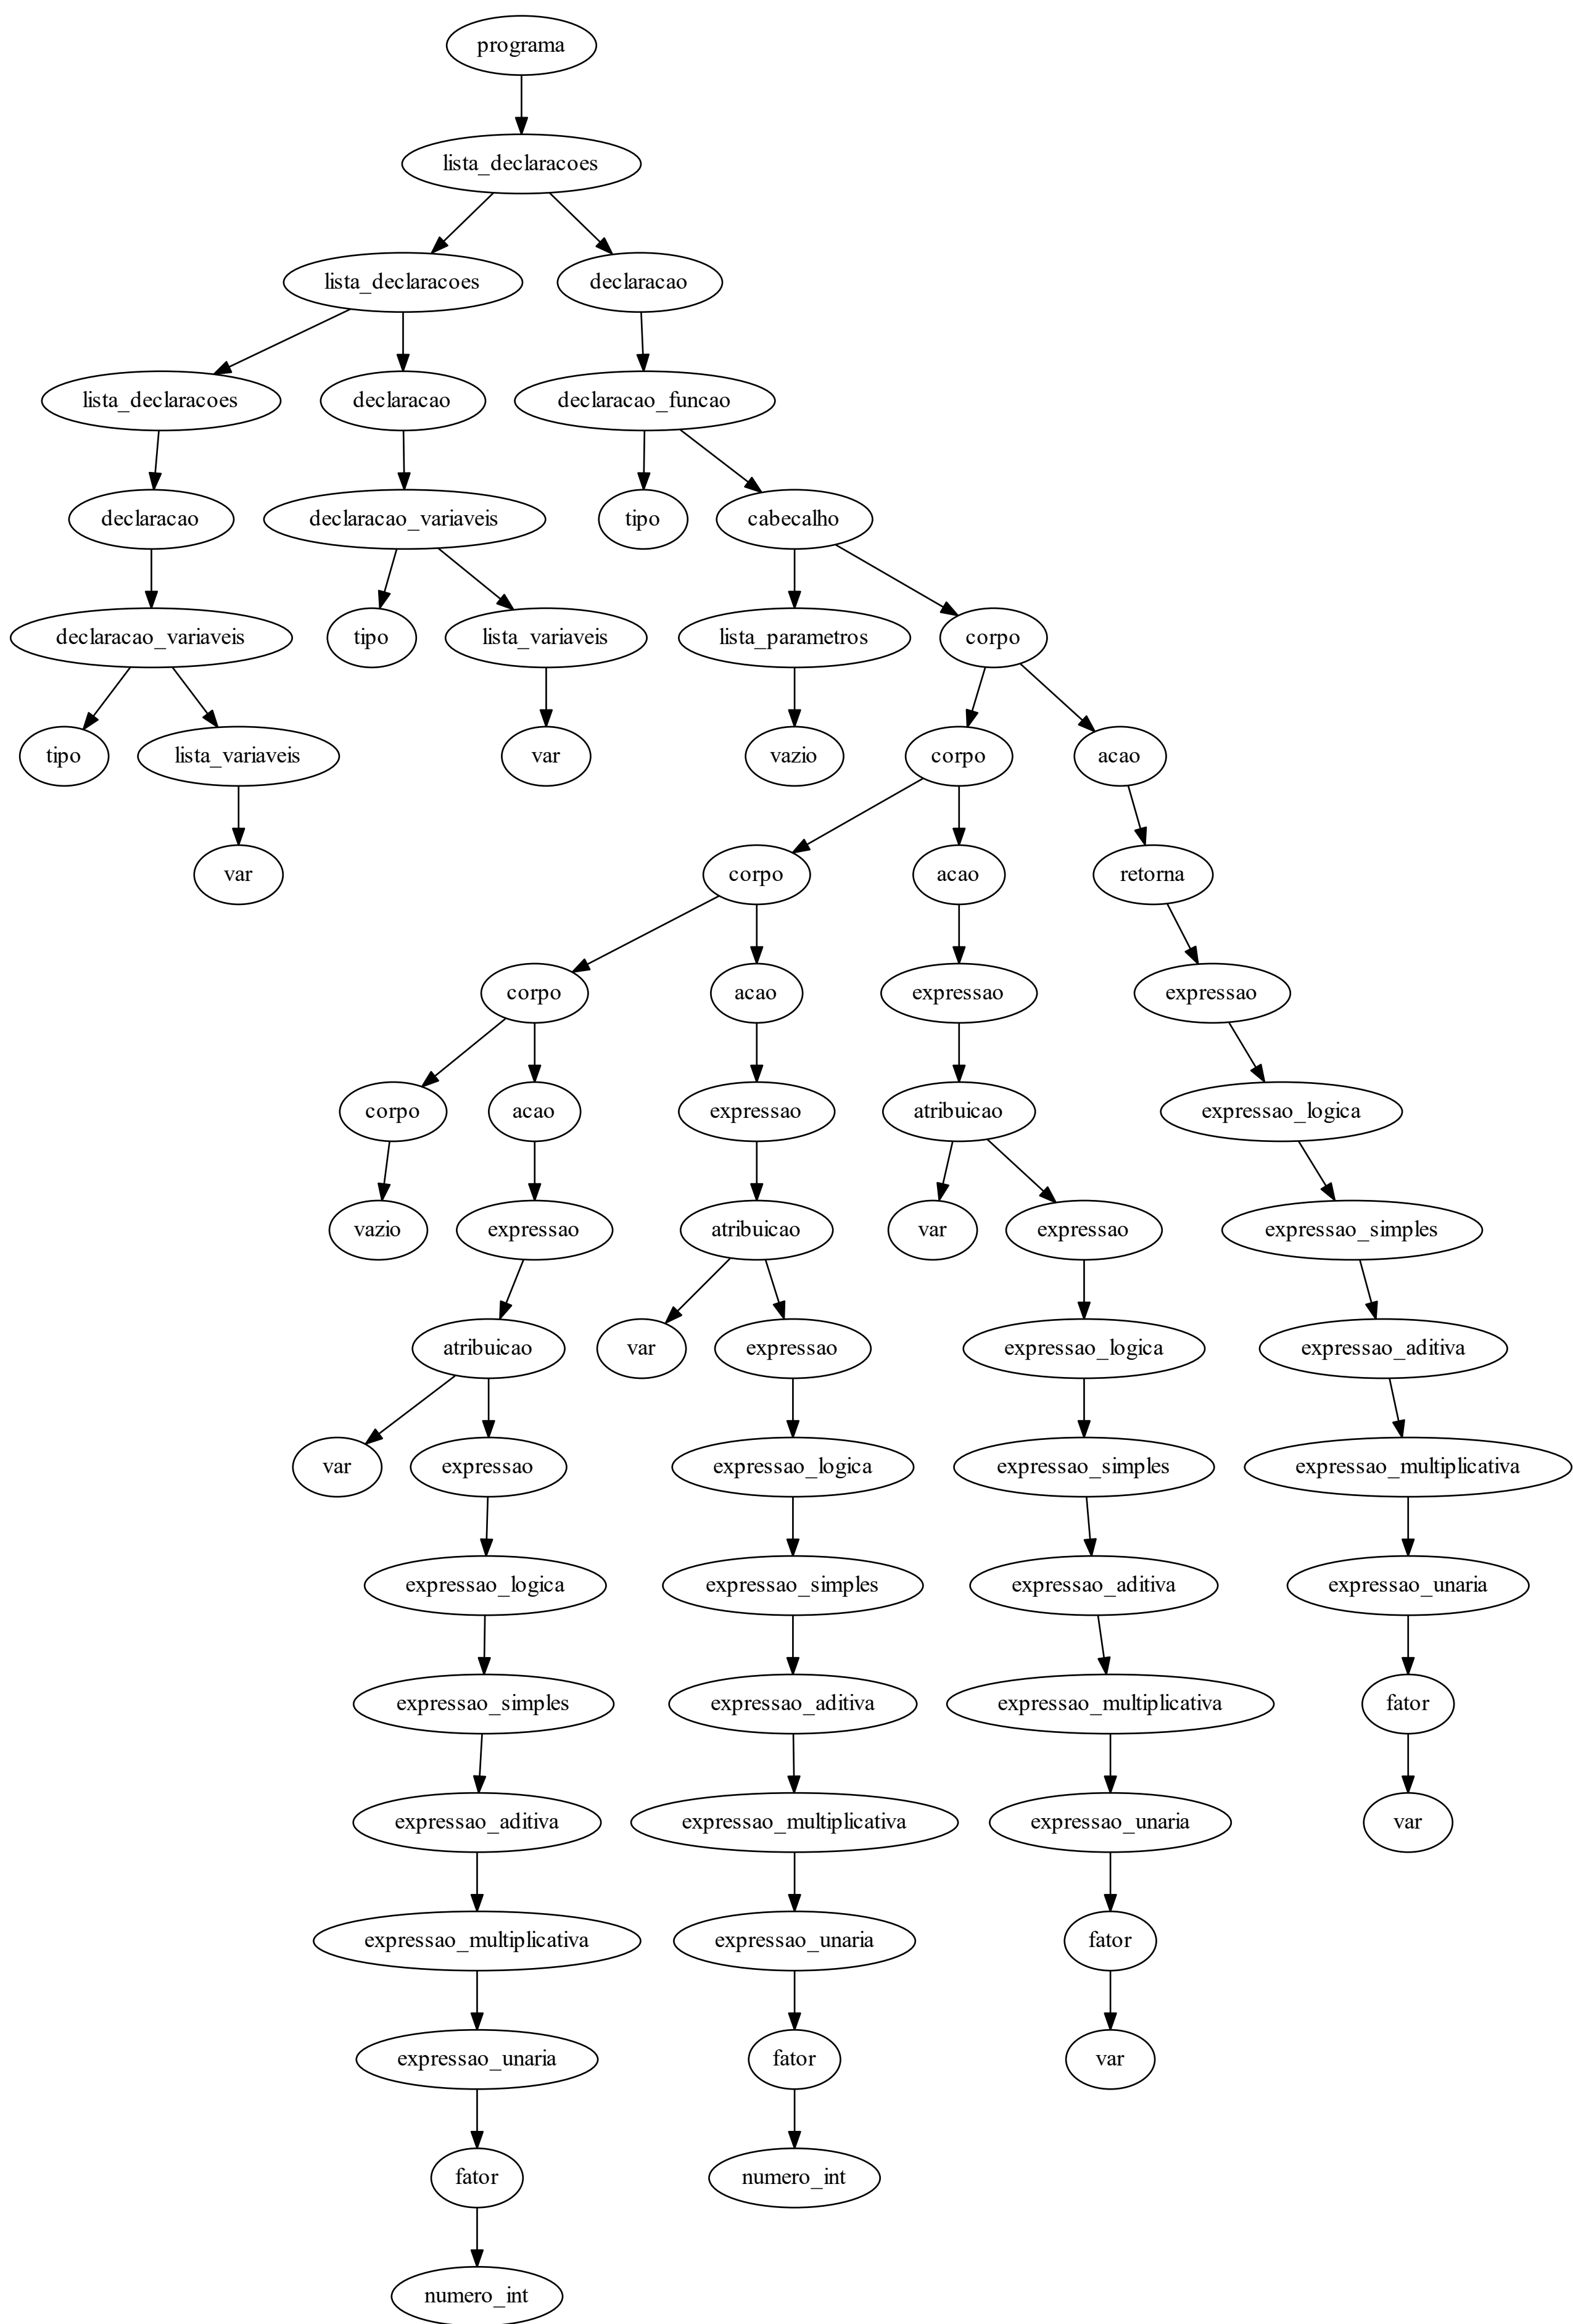 programa
lista_declaracoes
lista_declaracoes declaracao
lista_declaracoes declaracao declaracao_funcao
declaracao declaracao_variaveis tipo cabecalho
declaracao_variaveis tipo lista_variaveis lista_parametros corpo
tipo lista_variaveis var vazio corpo acao
var corpo acao retorna
corpo acao expressao expressao
corpo acao expressao atribuicao expressao_logica
vazio expressao atribuicao var expressao expressao_simples
atribuicao var expressao expressao_logica expressao_aditiva
var expressao expressao_logica expressao_simples expressao_multiplicativa
expressao_logica expressao_simples expressao_aditiva expressao_unaria
expressao_simples expressao_aditiva expressao_multiplicativa fator
expressao_aditiva expressao_multiplicativa expressao_unaria var
expressao_multiplicativa expressao_unaria fator
expressao_unaria fator var
fator numero_int
numero_int